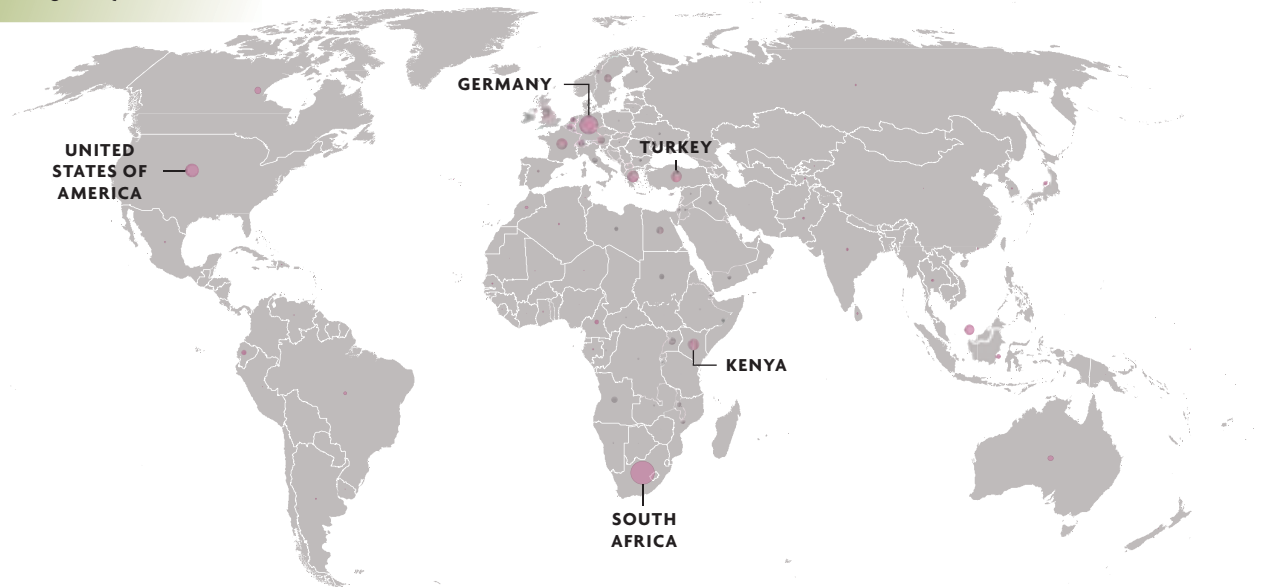 GERMANY
UNITED
STATES OF
AMERICA
TURKEY
KENYA
SOUTH
AFRICA